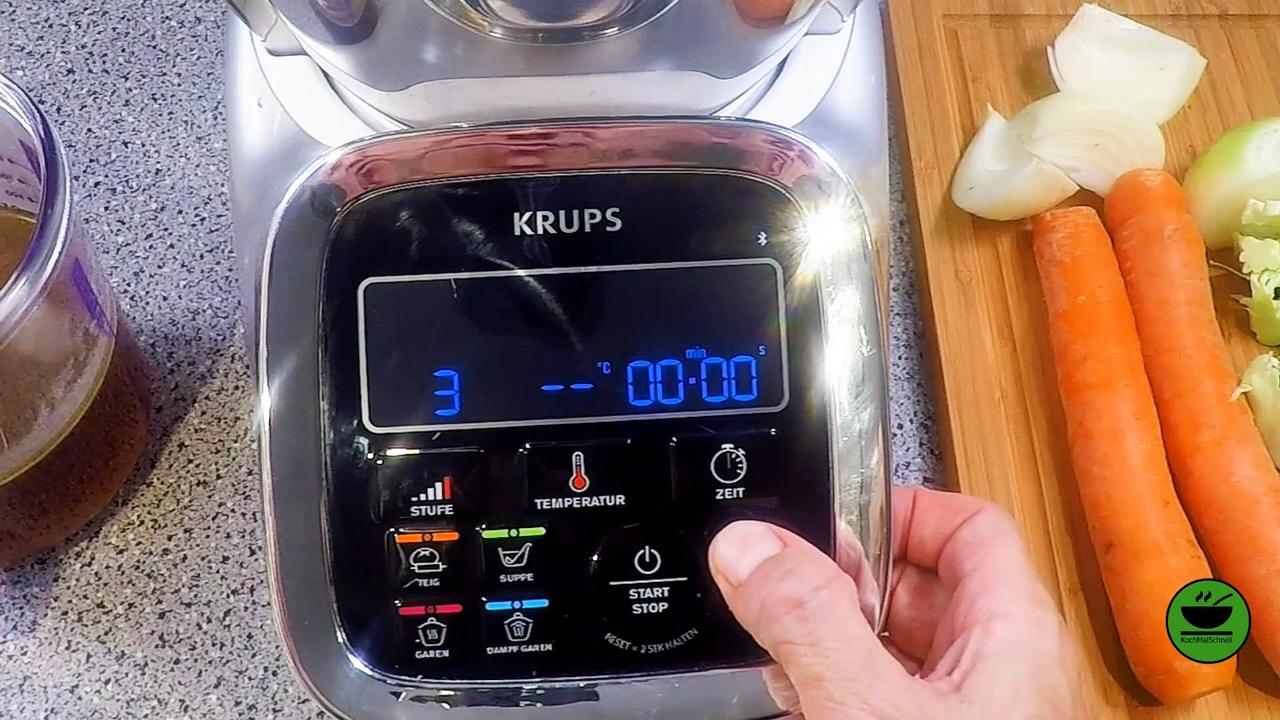 KRUPS
3 -- °C 00:00 min s
STUFE
TEMPERATUR
ZEIT
TEIG
SUPPE
START
STOP
GAREN
DAMPFGAREN
RESET = 2 SEK HALTEN
KochMalSchnell